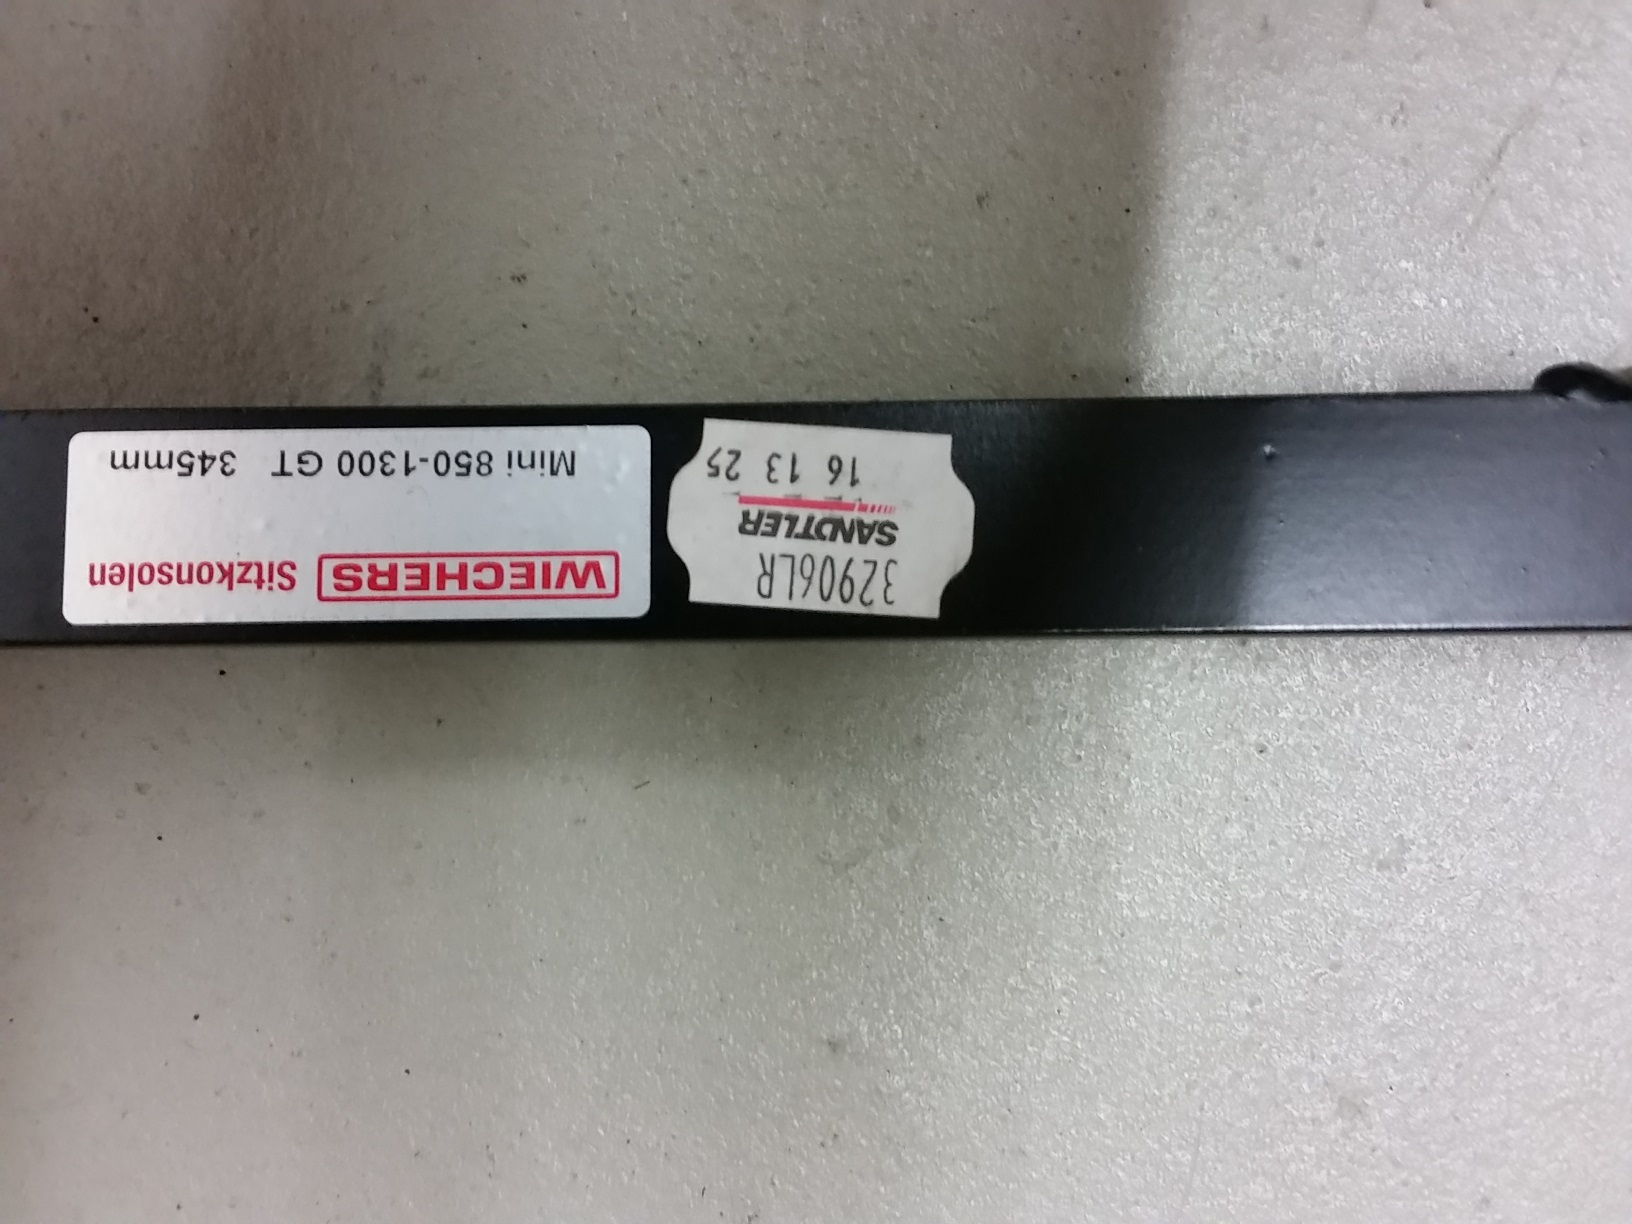 WIECHERS Sitzkonsolen
Mini 850-1300 GT 345mm
32906LR
SANDTLER
16 13 25